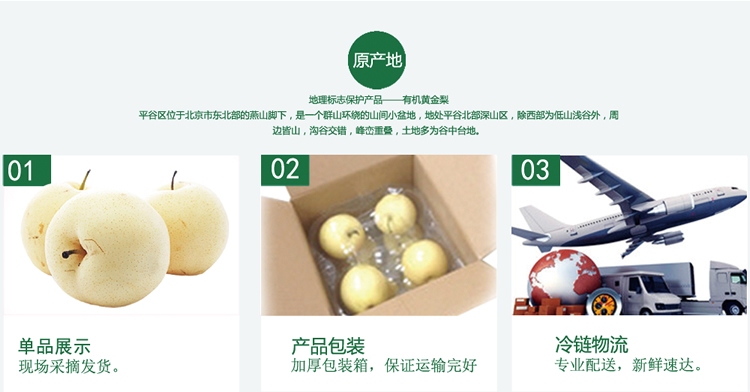 原产地
地理标志保护产品——有机黄金梨
平谷区位于北京市东北部的燕山脚下，是一个群山环绕的山间小盆地，地处平谷北部深山区，除西部为低山浅谷外，周
边皆山，沟谷交错，峰峦重叠，土地多为谷中台地。
01
02
03
单品展示
现场采摘发货。
产品包装
加厚包装箱，保证运输完好
冷链物流
专业配送，新鲜速达。